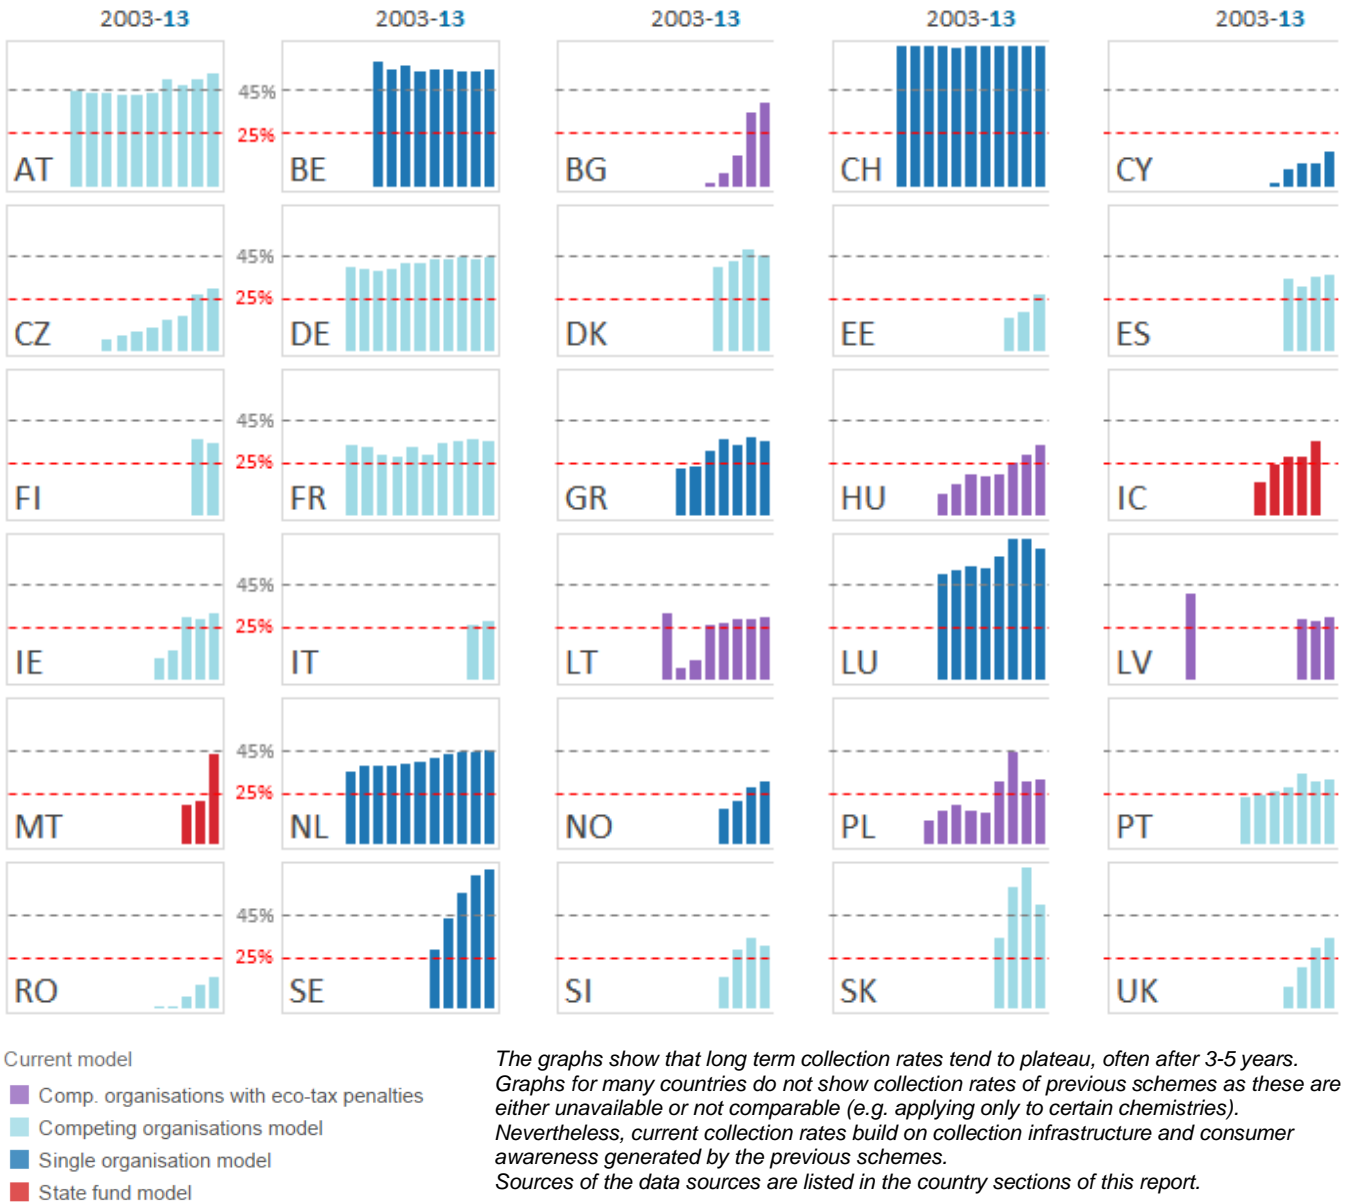 2003-13 2003-13 2003-13 2003-13 2003-13
45%
25%
AT BE BG CH CY
45%
25%
CZ DE DK EE ES
45%
25%
FI FR GR HU IC
45%
25%
IE IT LT LU LV
45%
25%
MT NL NO PL PT
45%
25%
RO SE SI SK UK
Current model
Comp. organisations with eco-tax penalties
Competing organisations model
Single organisation model
State fund model
The graphs show that long term collection rates tend to plateau, often after 3-5 years.
Graphs for many countries do not show collection rates of previous schemes as these are
either unavailable or not comparable (e.g. applying only to certain chemistries).
Nevertheless, current collection rates build on collection infrastructure and consumer
awareness generated by the previous schemes.
Sources of the data sources are listed in the country sections of this report.